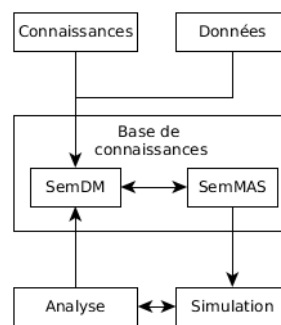 Connaissances
Données
Base de
connaissances
SemDM
SemMAS
Analyse
Simulation